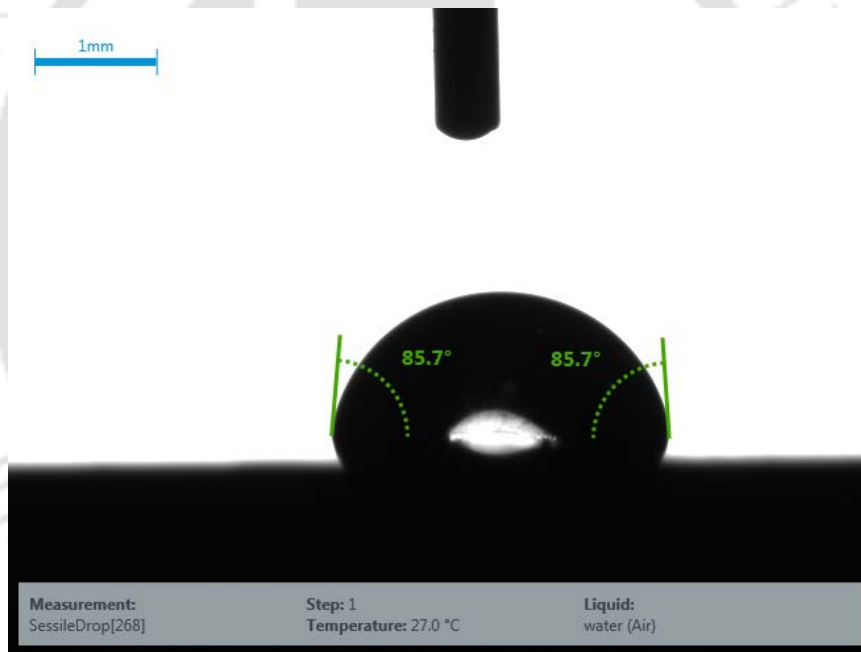 1mm
85.7° 85.7°
Measurement: Step: 1 Liquid:
SessileDrop[268] Temperature: 27.0 °C water (Air)